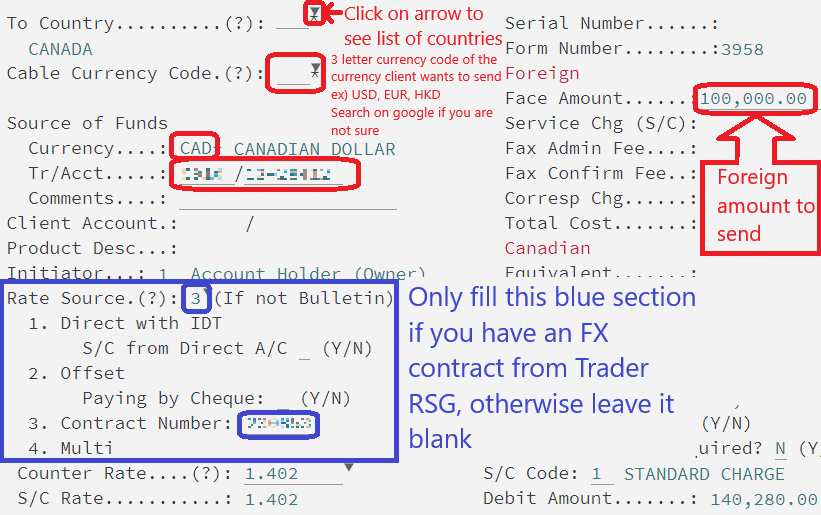 To Country..........(?): ___
CANADA
Cable Currency Code.(?): ___
Click on arrow to
see list of countries
3 letter currency code of the
currency client wants to send
ex) USD, EUR, HKD
Search on google if you are
not sure
Source of Funds
Currency....: CAD= CANADIAN DOLLAR
Tr/Acct.....: /
Comments....:
Client Account.: /
Product Desc...:
Initiator...: 1 Account Holder (Owner)
Serial Number......:
Form Number........:3958
Foreign
Face Amount......:100,000.00
Service Chg (S/C):
Fax Admin Fee....:
Fax Confirm Fee..:
Corresp Chg......:
Total Cost.......:
Canadian
Equivalent.......:
Foreign
amount to
send
Rate Source.(?): 3 (If not Bulletin)
1. Direct with IDT
S/C from Direct A/C _ (Y/N)
2. Offset
Paying by Cheque: _ (Y/N)
3. Contract Number:
4. Multi
Only fill this blue section
if you have an FX
contract from Trader
RSG, otherwise leave it
blank
(Y/N)
uired? N (Y/
Counter Rate....(?): 1.402
S/C Rate...........: 1.402
S/C Code: 1 STANDARD CHARGE
Debit Amount.......: 140,280.00